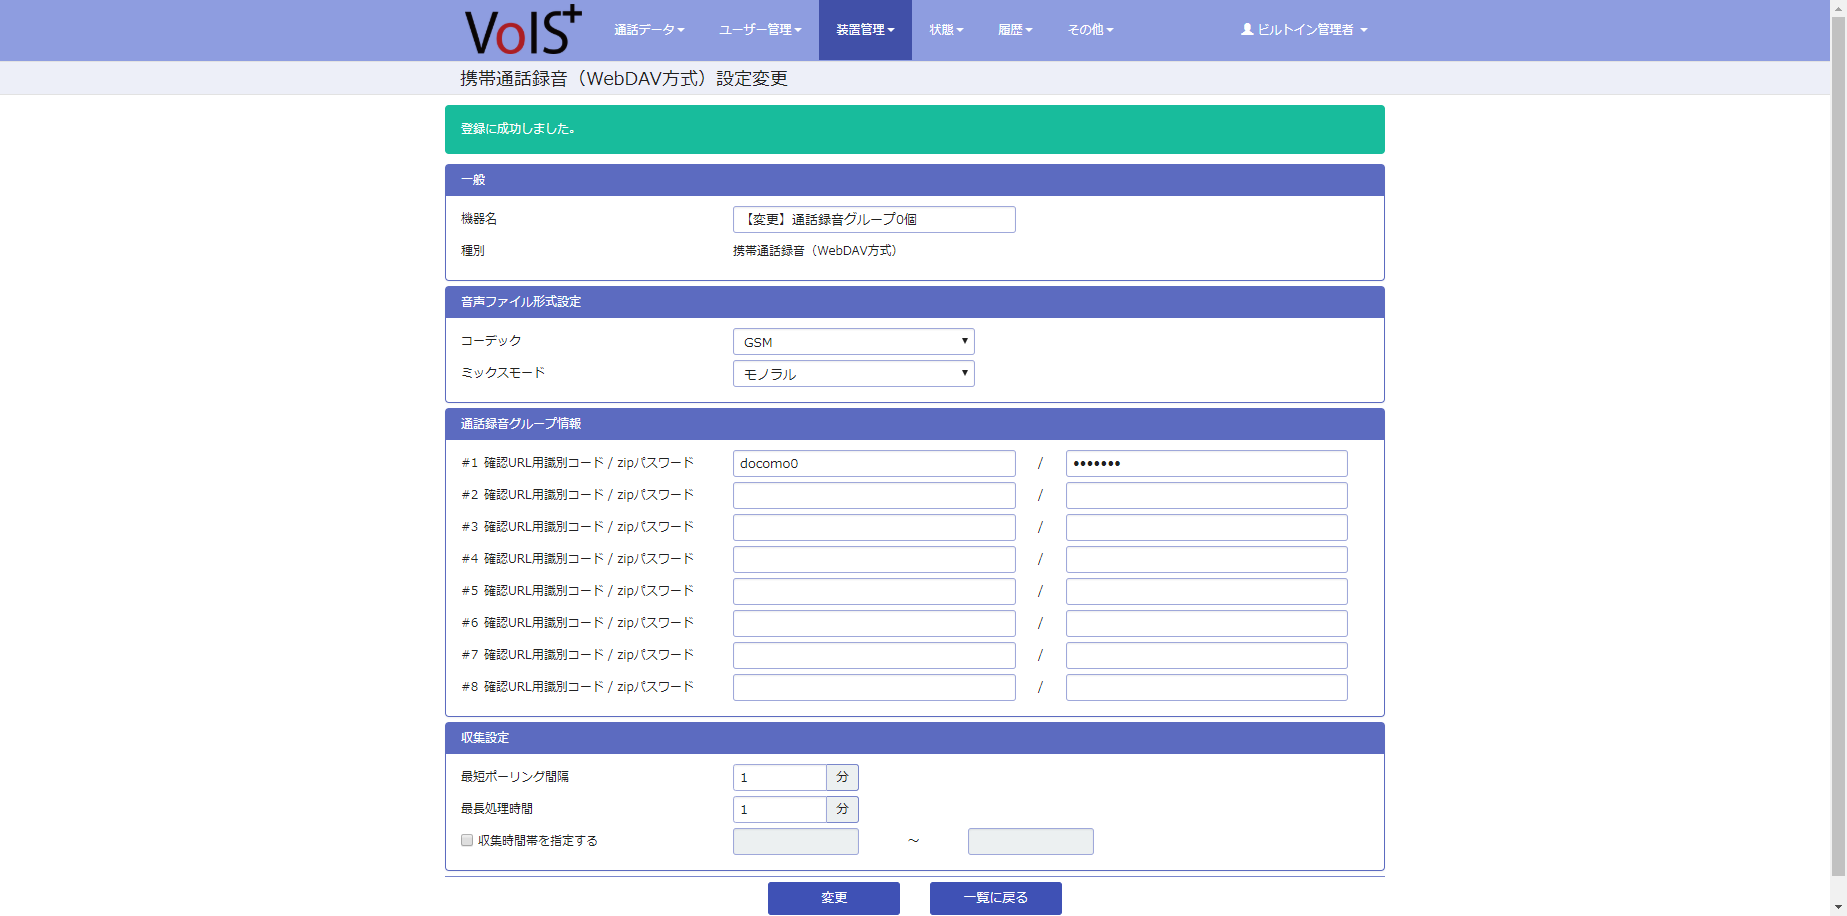 VoIS+ 通話データ ユーザー管理 装置管理 状態 履歴 その他 ビルトイン管理者
携帯通話録音（WebDAV方式）設定変更
登録に成功しました。
一般
機器名 【変更】通話録音グループ0個
種別 携帯通話録音（WebDAV方式）
音声ファイル形式設定
コーデック GSM
ミックスモード モノラル
通話録音グループ情報
#1 確認URL用識別コード / zipパスワード docomo0 / •••••••
#2 確認URL用識別コード / zipパスワード /
#3 確認URL用識別コード / zipパスワード /
#4 確認URL用識別コード / zipパスワード /
#5 確認URL用識別コード / zipパスワード /
#6 確認URL用識別コード / zipパスワード /
#7 確認URL用識別コード / zipパスワード /
#8 確認URL用識別コード / zipパスワード /
収集設定
最短ポーリング間隔 1 分
最長処理時間 1 分
収集時間帯を指定する ～
変更 一覧に戻る